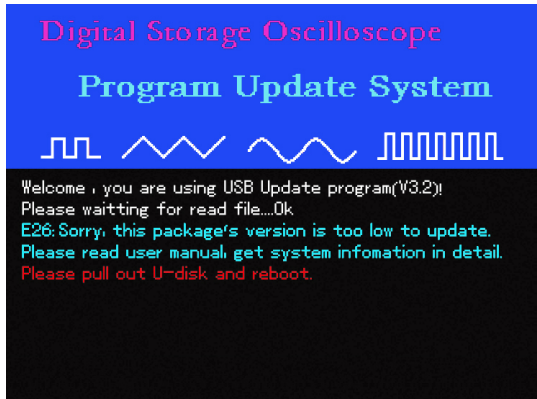 Digital Storage Oscilloscope
Program Update System
Welcome , you are using USB Update program(V3.2)!
Please waitting for read file....Ok
E26:Sorry, this package's version is too low to update.
Please read user manual, get system infomation in detail.
Please pull out U-disk and reboot.